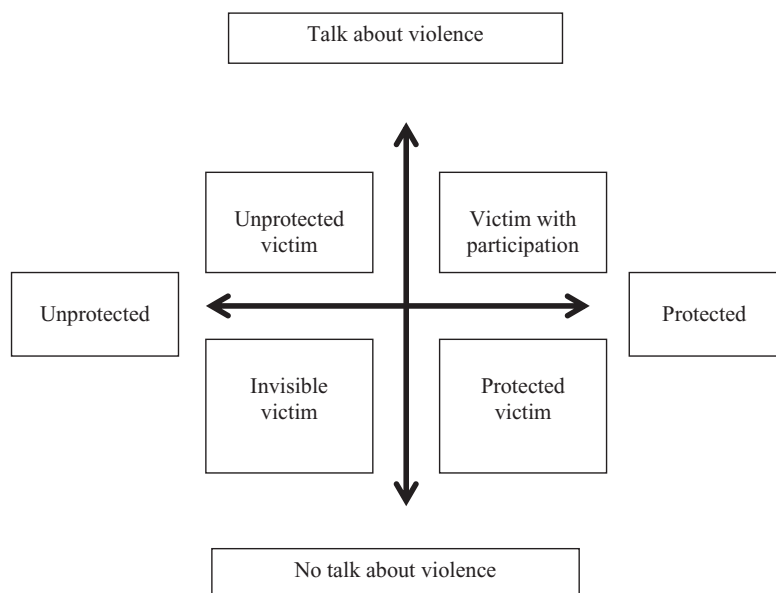 Talk about violence
Unprotected
victim
Victim with
participation
Unprotected
Protected
Invisible
victim
Protected
victim
No talk about violence